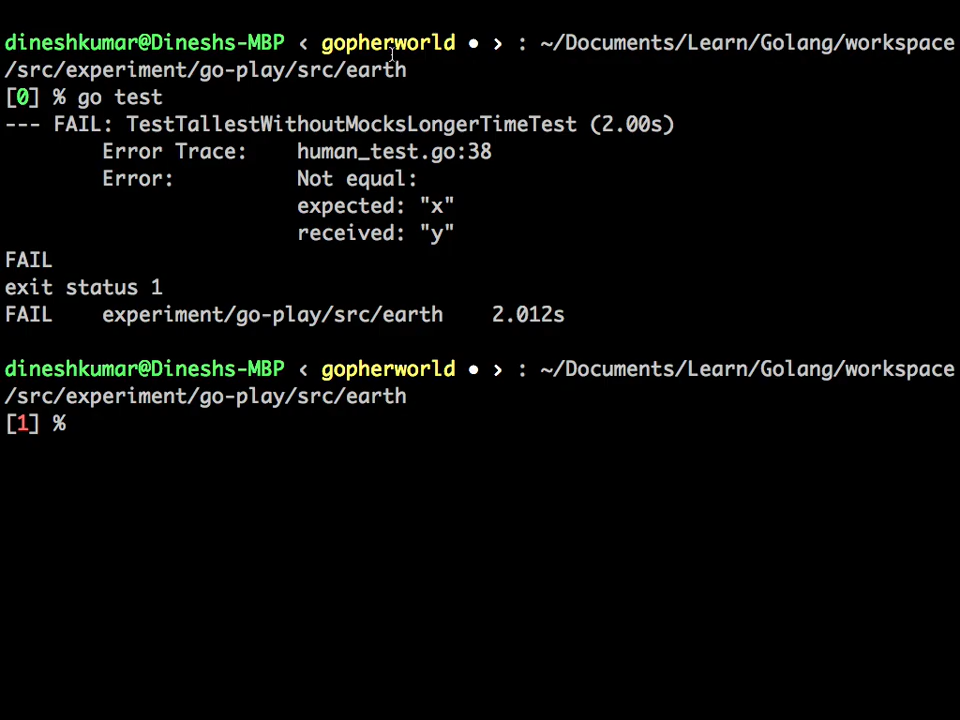 dineshkumar@Dineshs-MBP ‹ gopherworld ● › : ~/Documents/Learn/Golang/workspace
/src/experiment/go-play/src/earth
[0] % go test
--- FAIL: TestTallestWithoutMocksLongerTimeTest (2.00s)
Error Trace: human_test.go:38
Error: Not equal:
expected: "x"
received: "y"
FAIL
exit status 1
FAIL experiment/go-play/src/earth 2.012s
dineshkumar@Dineshs-MBP ‹ gopherworld ● › : ~/Documents/Learn/Golang/workspace
/src/experiment/go-play/src/earth
[1] %